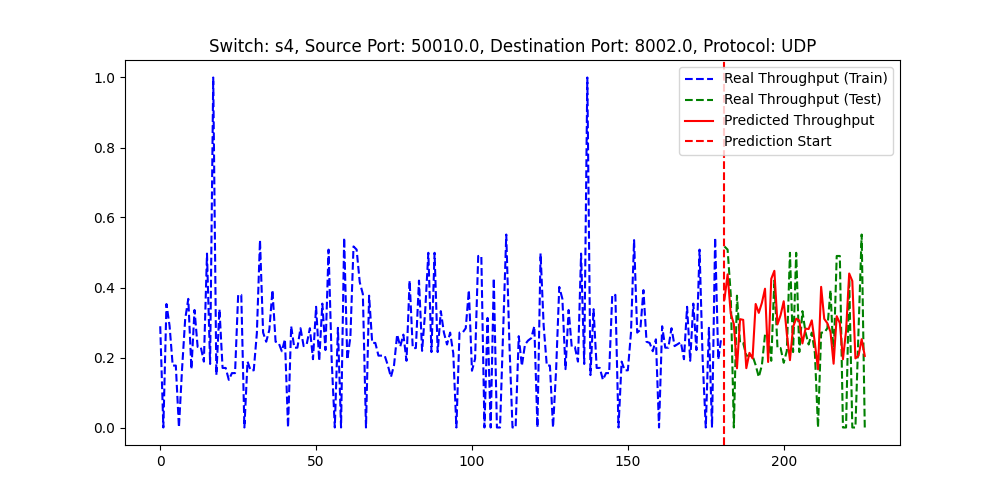 Switch: s4, Source Port: 50010.0, Destination Port: 8002.0, Protocol: UDP
Real Throughput (Train)
Real Throughput (Test)
Predicted Throughput
Prediction Start
1.0
0.8
0.6
0.4
0.2
0.0
0 50 100 150 200